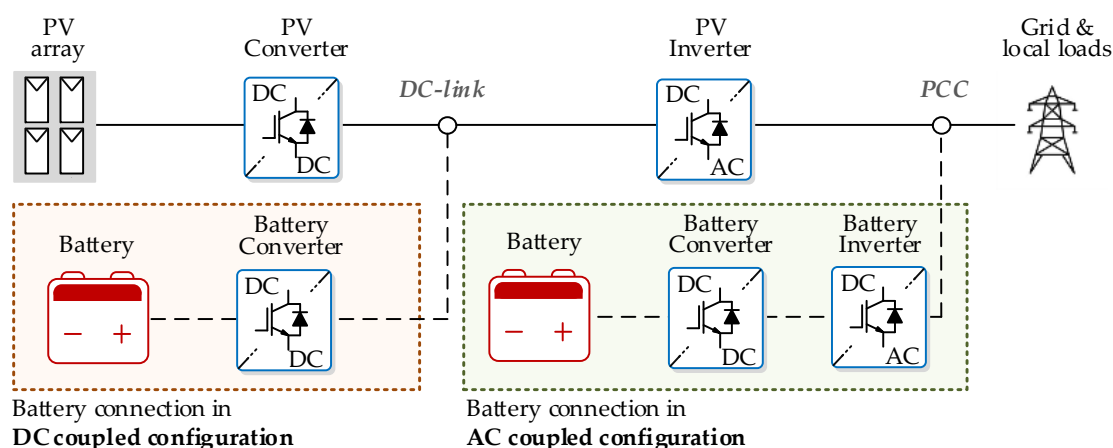 PV
array
PV
Converter
PV
Inverter
Grid &
local loads
DC-link
PCC
DC
DC
DC
AC
Battery
Battery
Converter
DC
DC
Battery
Battery
Converter
Battery
Inverter
DC
DC
DC
AC
− +
− +
Battery connection in
DC coupled configuration
Battery connection in
AC coupled configuration